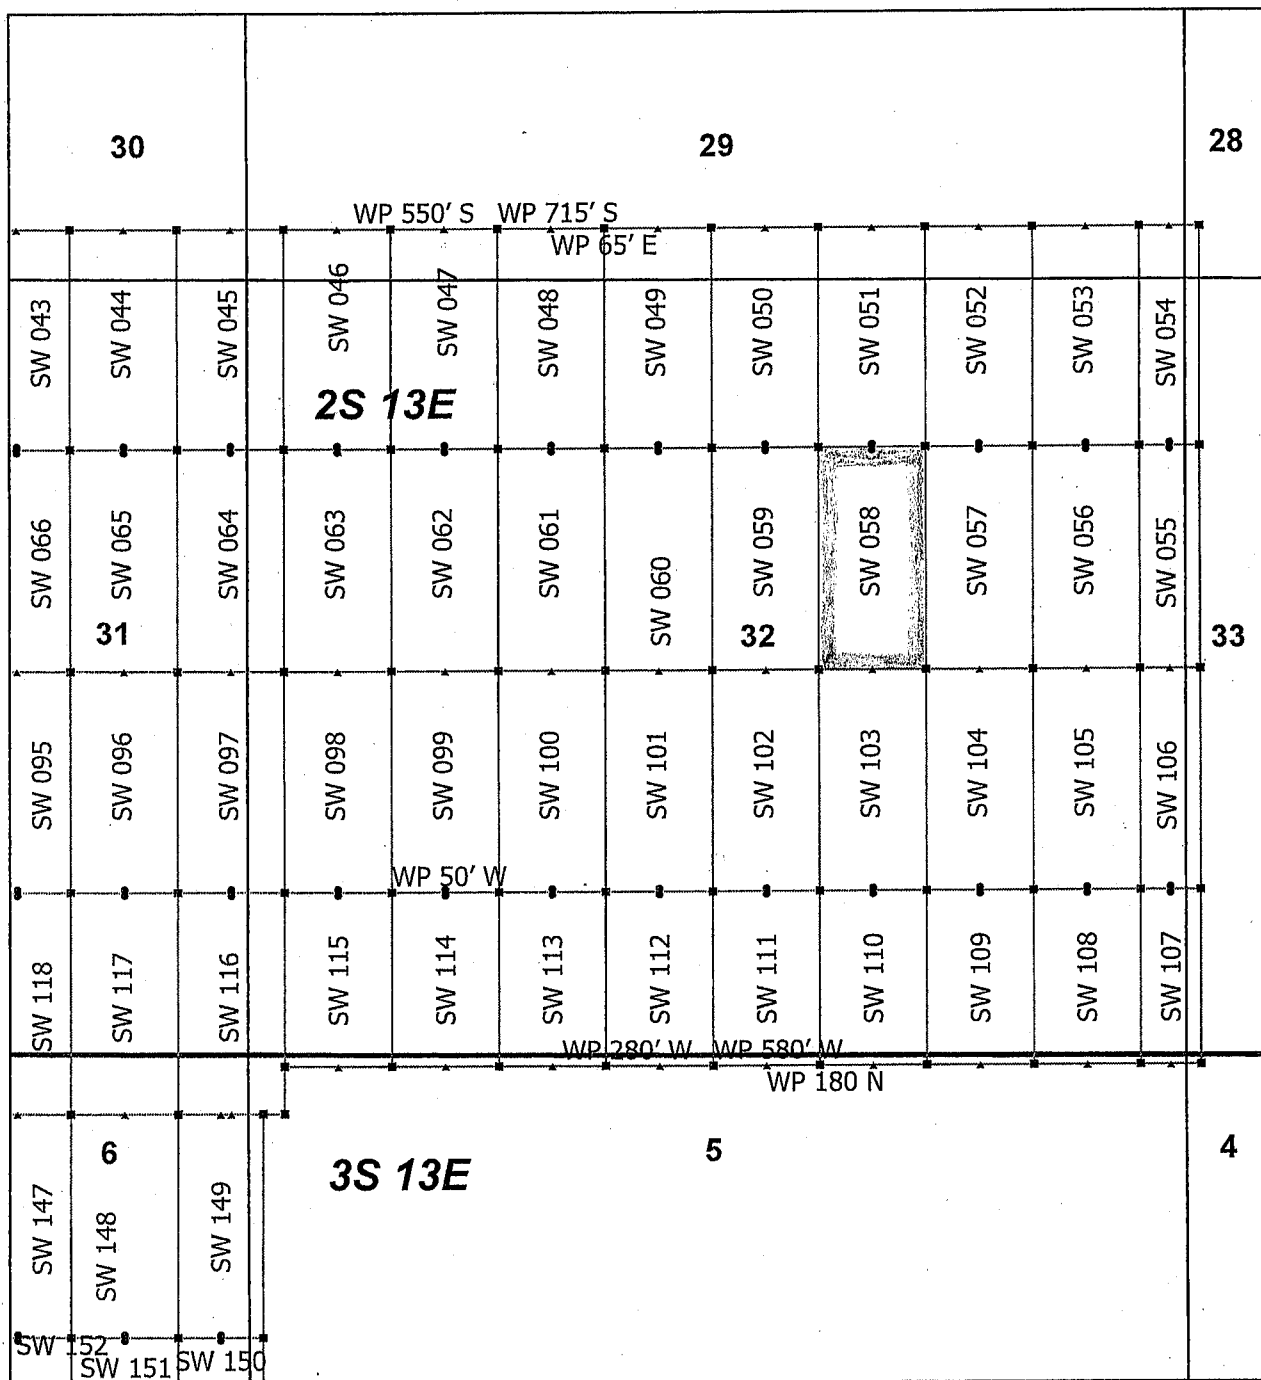 30
29
28
WP 550' S
WP 715' S
WP 65' E
SW 043
SW 044
SW 045
SW 046
SW 047
SW 048
SW 049
SW 050
SW 051
SW 052
SW 053
SW 054
2S 13E
SW 066
SW 065
SW 064
SW 063
SW 062
SW 061
SW 060
SW 059
SW 058
SW 057
SW 056
SW 055
31
32
33
SW 095
SW 096
SW 097
SW 098
SW 099
SW 100
SW 101
SW 102
SW 103
SW 104
SW 105
SW 106
WP 50' W
SW 118
SW 117
SW 116
SW 115
SW 114
SW 113
SW 112
SW 111
SW 110
SW 109
SW 108
SW 107
WP 280' W
WP 580' W
WP 180 N
6
3S 13E
5
4
SW 147
SW 148
SW 149
SW 152
SW 151
SW 150